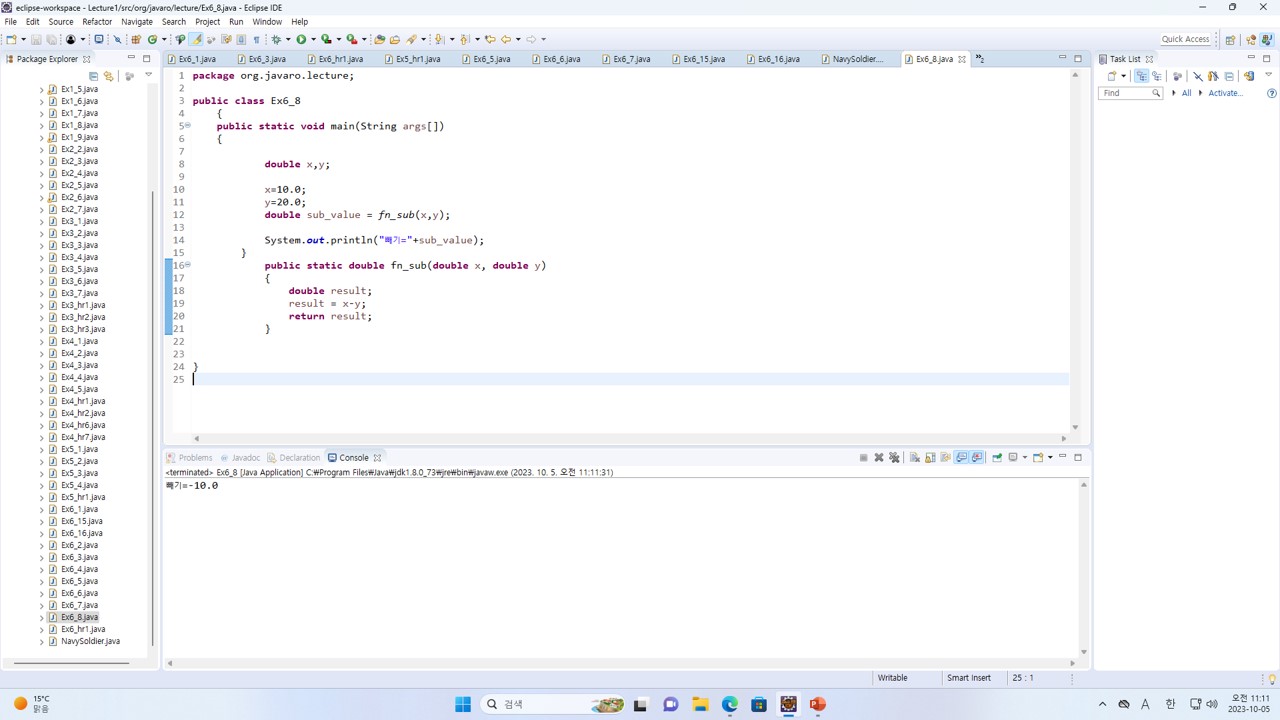 eclipse-workspace - Lecture1/src/org/javaro/lecture/Ex6_8.java - Eclipse IDE
File Edit Source Refactor Navigate Search Project Run Window Help
Quick Access
Package Explorer
Ex6_1.java Ex6_3.java Ex6_hr1.java Ex5_hr1.java Ex6_5.java Ex6_6.java Ex6_7.java Ex6_15.java Ex6_16.java NavySoldier.... Ex6_8.java
Task List
Find All Activate...
Ex1_5.java
Ex1_6.java
Ex1_7.java
Ex1_8.java
Ex1_9.java
Ex2_2.java
Ex2_3.java
Ex2_4.java
Ex2_5.java
Ex2_6.java
Ex2_7.java
Ex3_1.java
Ex3_2.java
Ex3_3.java
Ex3_4.java
Ex3_5.java
Ex3_6.java
Ex3_7.java
Ex3_hr1.java
Ex3_hr2.java
Ex3_hr3.java
Ex4_1.java
Ex4_2.java
Ex4_3.java
Ex4_4.java
Ex4_5.java
Ex4_hr1.java
Ex4_hr2.java
Ex4_hr6.java
Ex4_hr7.java
Ex5_1.java
Ex5_2.java
Ex5_3.java
Ex5_4.java
Ex5_hr1.java
Ex6_1.java
Ex6_15.java
Ex6_16.java
Ex6_2.java
Ex6_3.java
Ex6_4.java
Ex6_5.java
Ex6_6.java
Ex6_7.java
Ex6_8.java
Ex6_hr1.java
NavySoldier.java
1 package org.javaro.lecture;
2
3 public class Ex6_8
4 {
5 public static void main(String args[])
6 {
7
8 double x,y;
9
10 x=10.0;
11 y=20.0;
12 double sub_value = fn_sub(x,y);
13
14 System.out.println("빼기="+sub_value);
15 }
16 public static double fn_sub(double x, double y)
17 {
18 double result;
19 result = x-y;
20 return result;
21 }
22
23
24 }
25
Problems Javadoc Declaration Console
<terminated> Ex6_8 [Java Application] C:₩Program Files₩Java₩jdk1.8.0_73₩jre₩bin₩javaw.exe (2023. 10. 5. 오전 11:11:31)
빼기=-10.0
Writable Smart Insert 25 : 1
15°C
맑음
검색
A 한
오전 11:11
2023-10-05